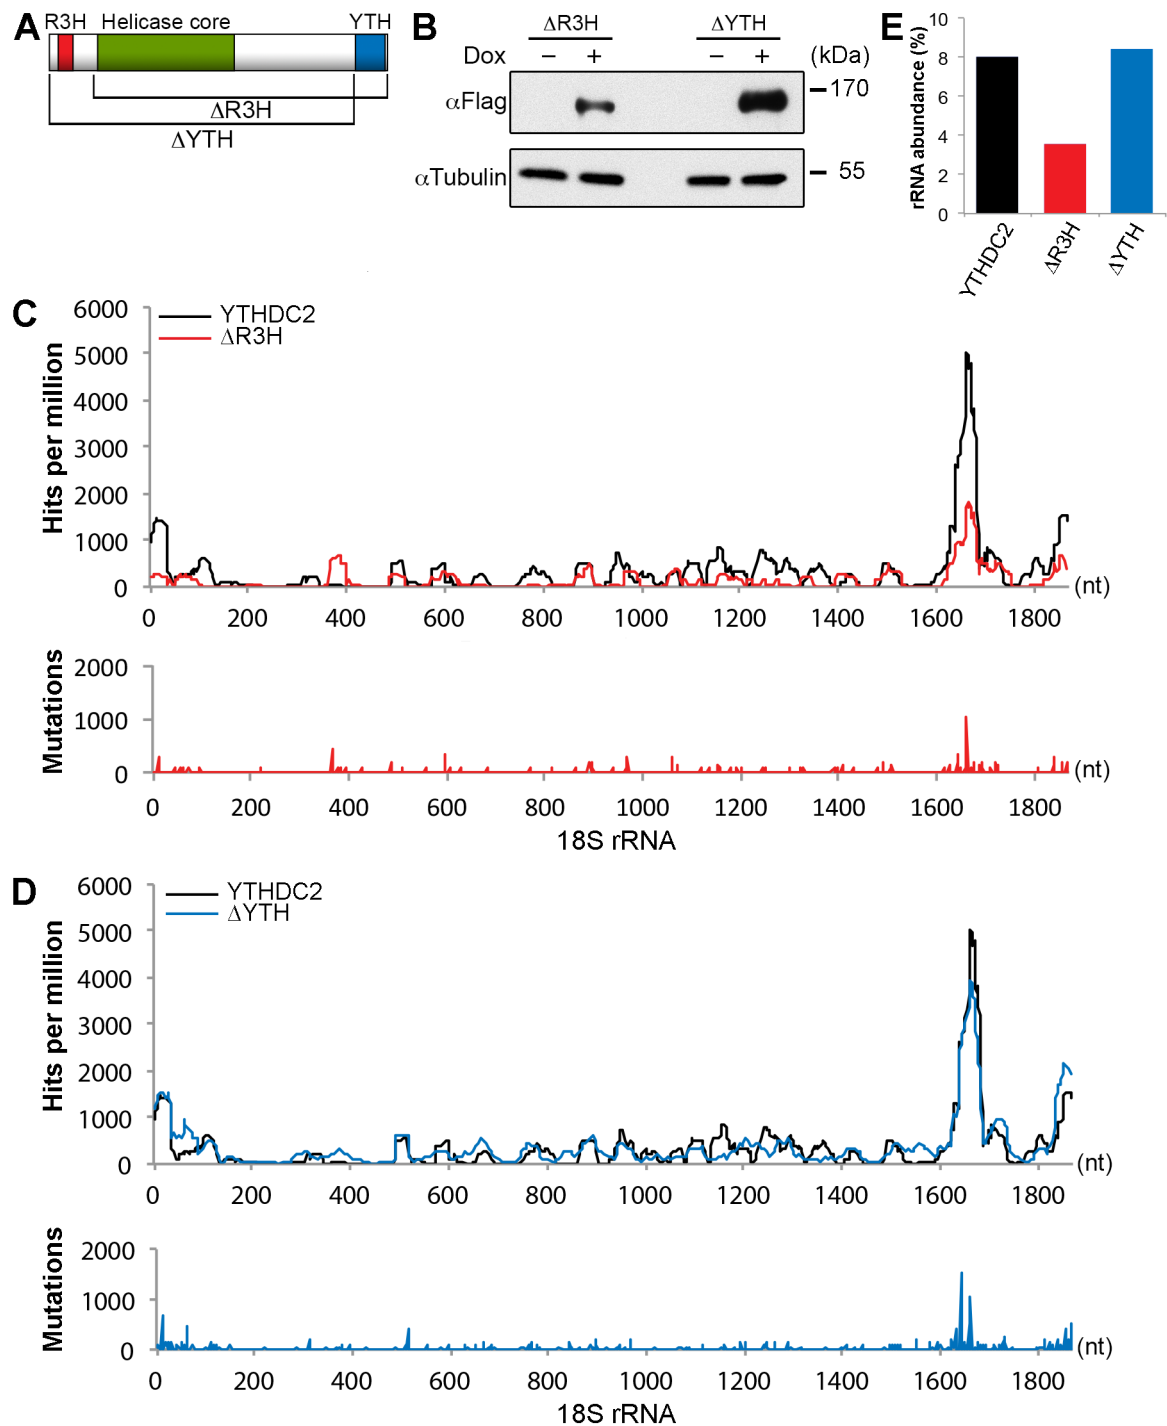 A
R3H Helicase core YTH
ΔR3H
ΔYTH
B
ΔR3H ΔYTH
Dox – + – + (kDa)
αFlag
170
αTubulin
55
E
rRNA abundance (%)
10
8
6
4
2
0
YTHDC2 ΔR3H ΔYTH
C
YTHDC2
ΔR3H
Hits per million
6000
5000
4000
3000
2000
1000
0
0 200 400 600 800 1000 1200 1400 1600 1800
(nt)
Mutations
2000
1000
0
(nt)
0 200 400 600 800 1000 1200 1400 1600 1800
18S rRNA
D
YTHDC2
ΔYTH
Hits per million
6000
5000
4000
3000
2000
1000
0
(nt)
0 200 400 600 800 1000 1200 1400 1600 1800
Mutations
2000
1000
0
(nt)
0 200 400 600 800 1000 1200 1400 1600 1800
18S rRNA